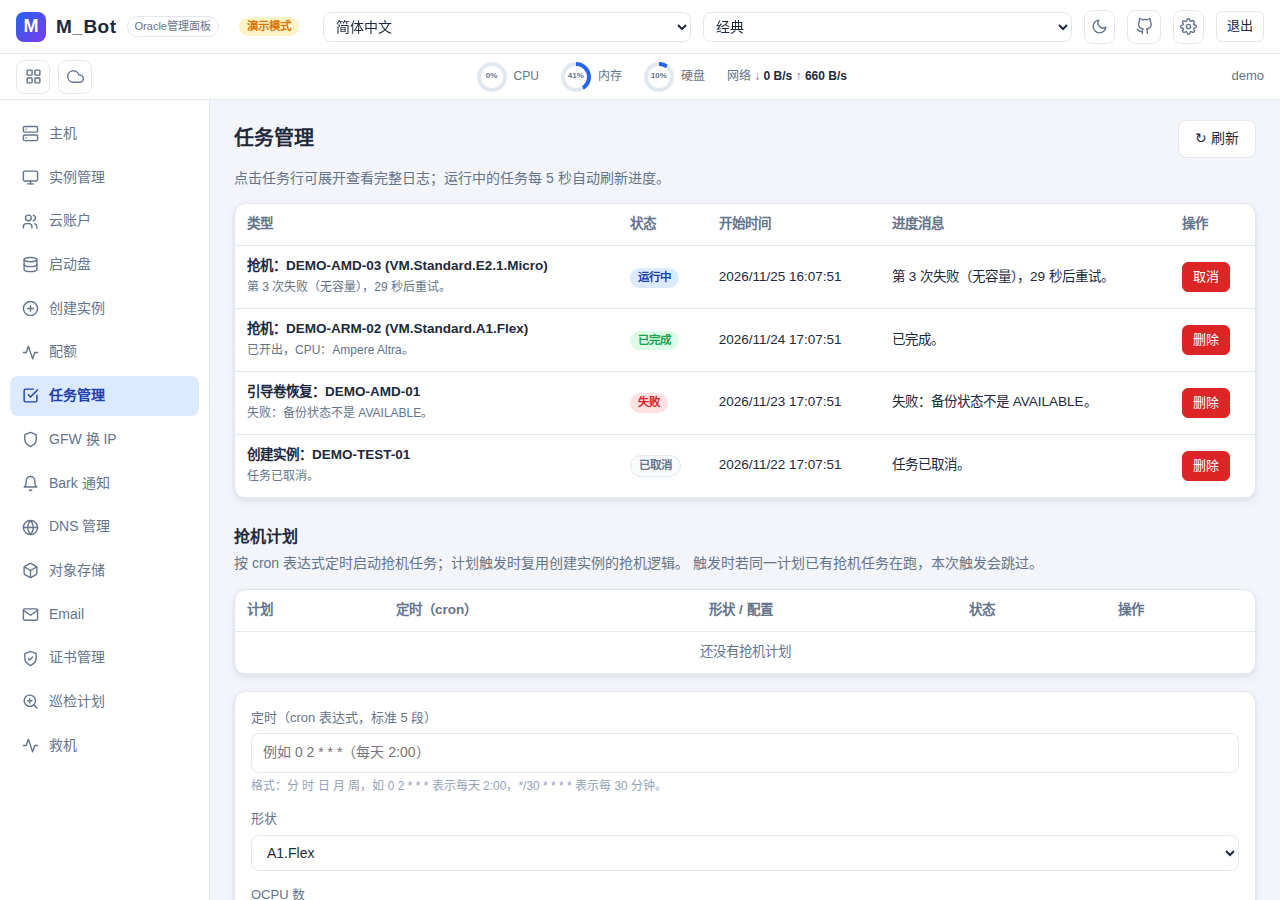 M M_Bot Oracle管理面板 演示模式 简体中文 经典 退出
0% CPU 41% 内存 10% 硬盘 网络 ↓ 0 B/s ↑ 660 B/s demo
主机
实例管理
云账户
启动盘
创建实例
配额
任务管理
GFW 换 IP
Bark 通知
DNS 管理
对象存储
Email
证书管理
巡检计划
救机
任务管理
↻ 刷新
点击任务行可展开查看完整日志；运行中的任务每 5 秒自动刷新进度。
类型 状态 开始时间 进度消息 操作
抢机：DEMO-AMD-03 (VM.Standard.E2.1.Micro)
第 3 次失败（无容量），29 秒后重试。
运行中 2026/11/25 16:07:51 第 3 次失败（无容量），29 秒后重试。 取消
抢机：DEMO-ARM-02 (VM.Standard.A1.Flex)
已开出，CPU：Ampere Altra。
已完成 2026/11/24 17:07:51 已完成。 删除
引导卷恢复：DEMO-AMD-01
失败：备份状态不是 AVAILABLE。
失败 2026/11/23 17:07:51 失败：备份状态不是 AVAILABLE。 删除
创建实例：DEMO-TEST-01
任务已取消。
已取消 2026/11/22 17:07:51 任务已取消。 删除
抢机计划
按 cron 表达式定时启动抢机任务；计划触发时复用创建实例的抢机逻辑。 触发时若同一计划已有抢机任务在跑，本次触发会跳过。
计划 定时（cron） 形状 / 配置 状态 操作
还没有抢机计划
定时（cron 表达式，标准 5 段）
例如 0 2 * * *（每天 2:00）
格式：分 时 日 月 周，如 0 2 * * * 表示每天 2:00，*/30 * * * * 表示每 30 分钟。
形状
A1.Flex
OCPU 数